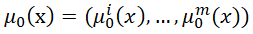 μ₀(x) = (μ₀ⁱ(x), … , μ₀ᵐ(x))